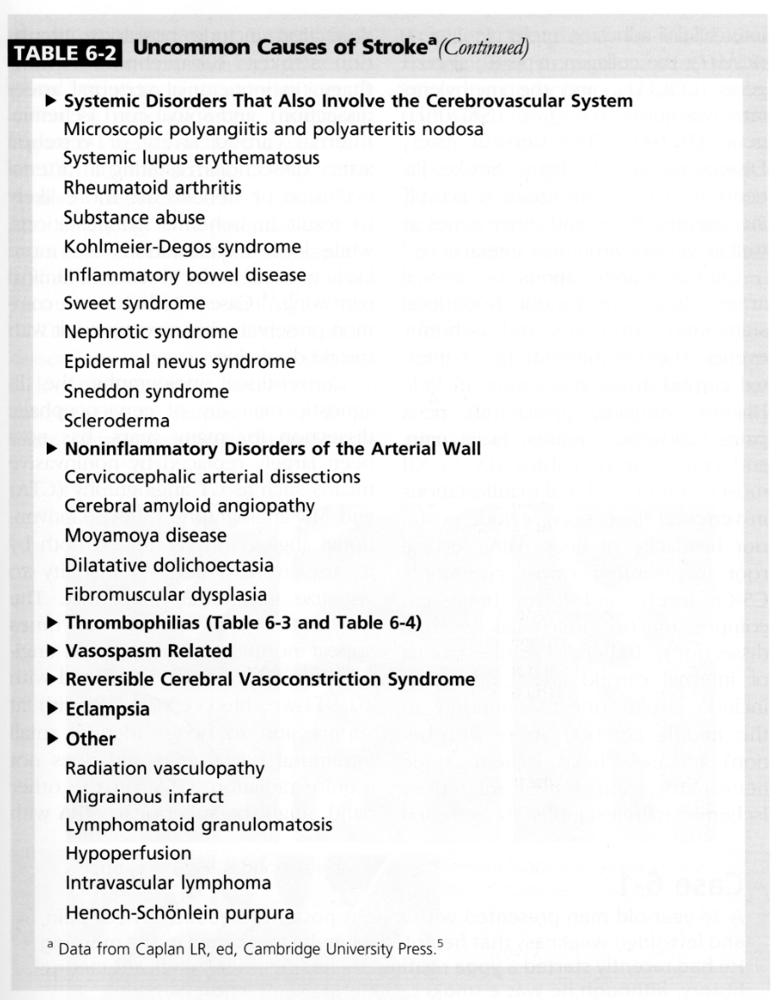 TABLE 6-2 Uncommon Causes of Strokeᵃ (Continued)
▶ Systemic Disorders That Also Involve the Cerebrovascular System
Microscopic polyangiitis and polyarteritis nodosa
Systemic lupus erythematosus
Rheumatoid arthritis
Substance abuse
Kohlmeier-Degos syndrome
Inflammatory bowel disease
Sweet syndrome
Nephrotic syndrome
Epidermal nevus syndrome
Sneddon syndrome
Scleroderma
▶ Noninflammatory Disorders of the Arterial Wall
Cervicocephalic arterial dissections
Cerebral amyloid angiopathy
Moyamoya disease
Dilatative dolichoectasia
Fibromuscular dysplasia
▶ Thrombophilias (Table 6-3 and Table 6-4)
▶ Vasospasm Related
▶ Reversible Cerebral Vasoconstriction Syndrome
▶ Eclampsia
▶ Other
Radiation vasculopathy
Migrainous infarct
Lymphomatoid granulomatosis
Hypoperfusion
Intravascular lymphoma
Henoch-Schönlein purpura
ᵃ Data from Caplan LR, ed, Cambridge University Press.⁵